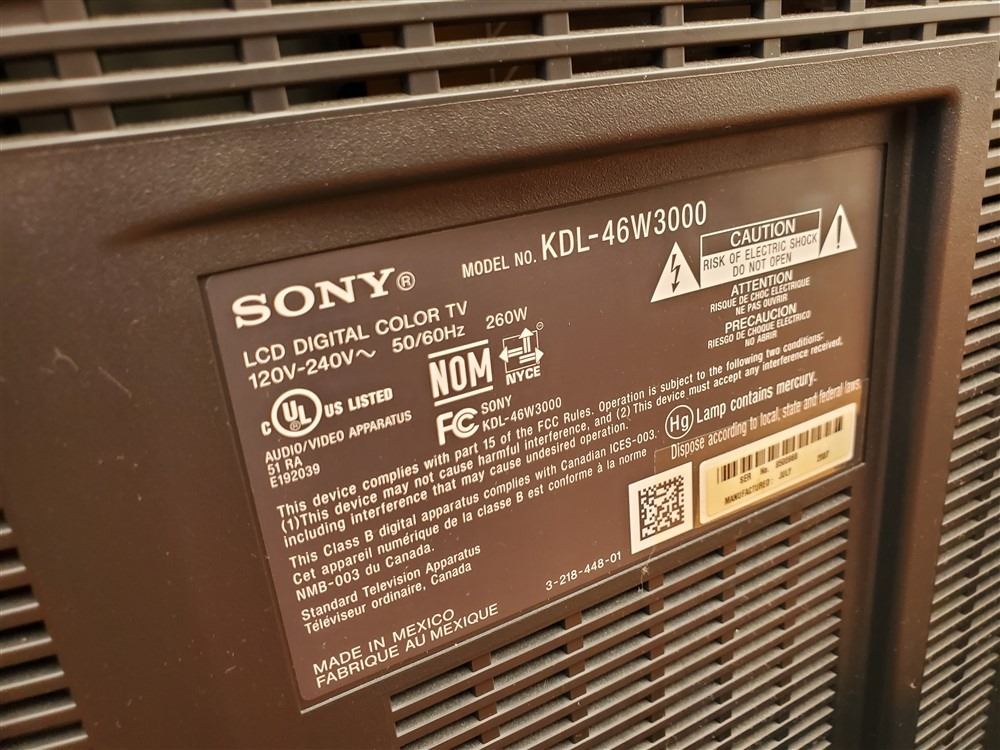 SONY®
MODEL NO. KDL-46W3000
LCD DIGITAL COLOR TV
120V-240V~ 50/60Hz 260W
CAUTION
RISK OF ELECTRIC SHOCK
DO NOT OPEN
ATTENTION
RISQUE DE CHOC ELECTRIQUE
NE PAS OUVRIR
PRECAUCION
RIESGO DE CHOQUE ELECTRICO
NO ABRIR
C UL US LISTED
NOM
NYCE
AUDIO/VIDEO APPARATUS
51 RA
E192039
FC SONY
KDL-46W3000
This device complies with part 15 of the FCC Rules. Operation is subject to the following two conditions:
(1)This device may not cause harmful interference, and (2) This device must accept any interference received,
including interference that may cause undesired operation.
This Class B digital apparatus complies with Canadian ICES-003.
Cet appareil numérique de la classe B est conforme à la norme
NMB-003 du Canada.
Hg Lamp contains mercury.
Dispose according to local, state and federal laws.
Standard Television Apparatus
Téléviseur ordinaire, Canada
SER No.
MANUFACTURED: JULY 2007
3-218-448-01
MADE IN MEXICO
FABRIQUE AU MEXIQUE